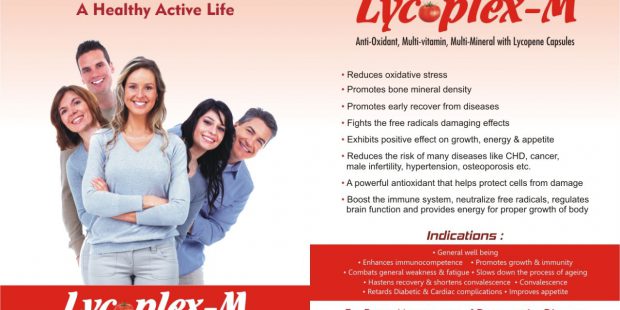 A Healthy Active Life
Lycoplex-M
Lycoplex-M
Anti-Oxidant, Multi-vitamin, Multi-Mineral with Lycopene Capsules
• Reduces oxidative stress
• Promotes bone mineral density
• Promotes early recover from diseases
• Fights the free radicals damaging effects
• Exhibits positive effect on growth, energy & appetite
• Reduces the risk of many diseases like CHD, cancer,
male infertility, hypertension, osteoporosis etc.
• A powerful antioxidant that helps protect cells from damage
• Boost the immune system, neutralize free radicals, regulates
brain function and provides energy for proper growth of body
Indications :
• General well being
• Enhances immunocompetence • Promotes growth & immunity
• Combats general weakness & fatigue • Slows down the process of ageing
• Hastens recovery & shortens convalescence • Convalescence
• Retards Diabetic & Cardiac complications • Improves appetite